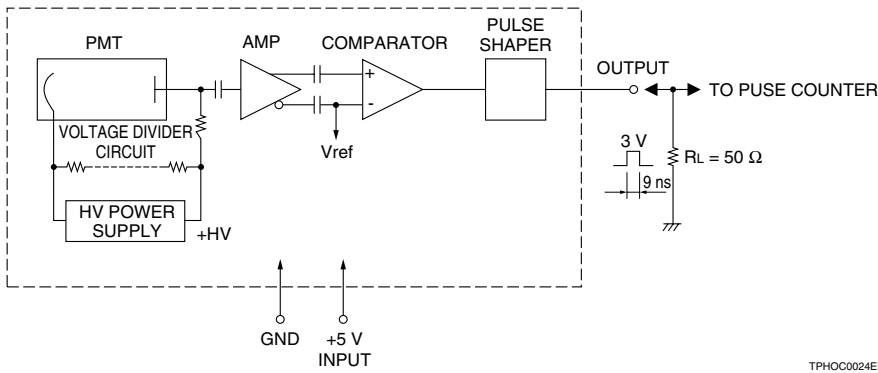 PMT
AMP
COMPARATOR
PULSE
SHAPER
+
-
Vref
VOLTAGE DIVIDER
CIRCUIT
HV POWER
SUPPLY
+HV
OUTPUT
TO PUSE COUNTER
3 V
9 ns
RL = 50 Ω
GND
+5 V
INPUT
TPHOC0024E